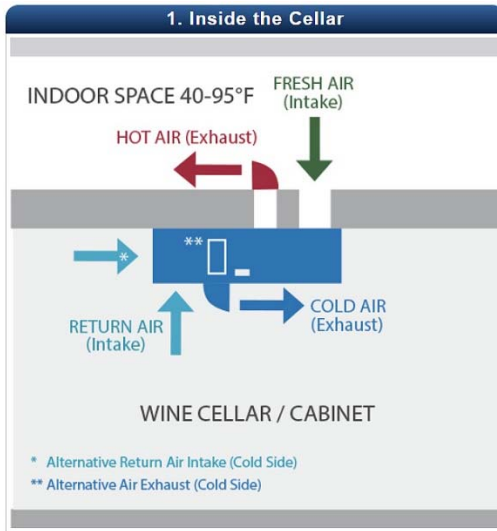 1. Inside the Cellar
INDOOR SPACE 40-95°F
FRESH AIR
(Intake)
HOT AIR (Exhaust)
*
**
RETURN AIR
(Intake)
COLD AIR
(Exhaust)
WINE CELLAR / CABINET
* Alternative Return Air Intake (Cold Side)
** Alternative Air Exhaust (Cold Side)